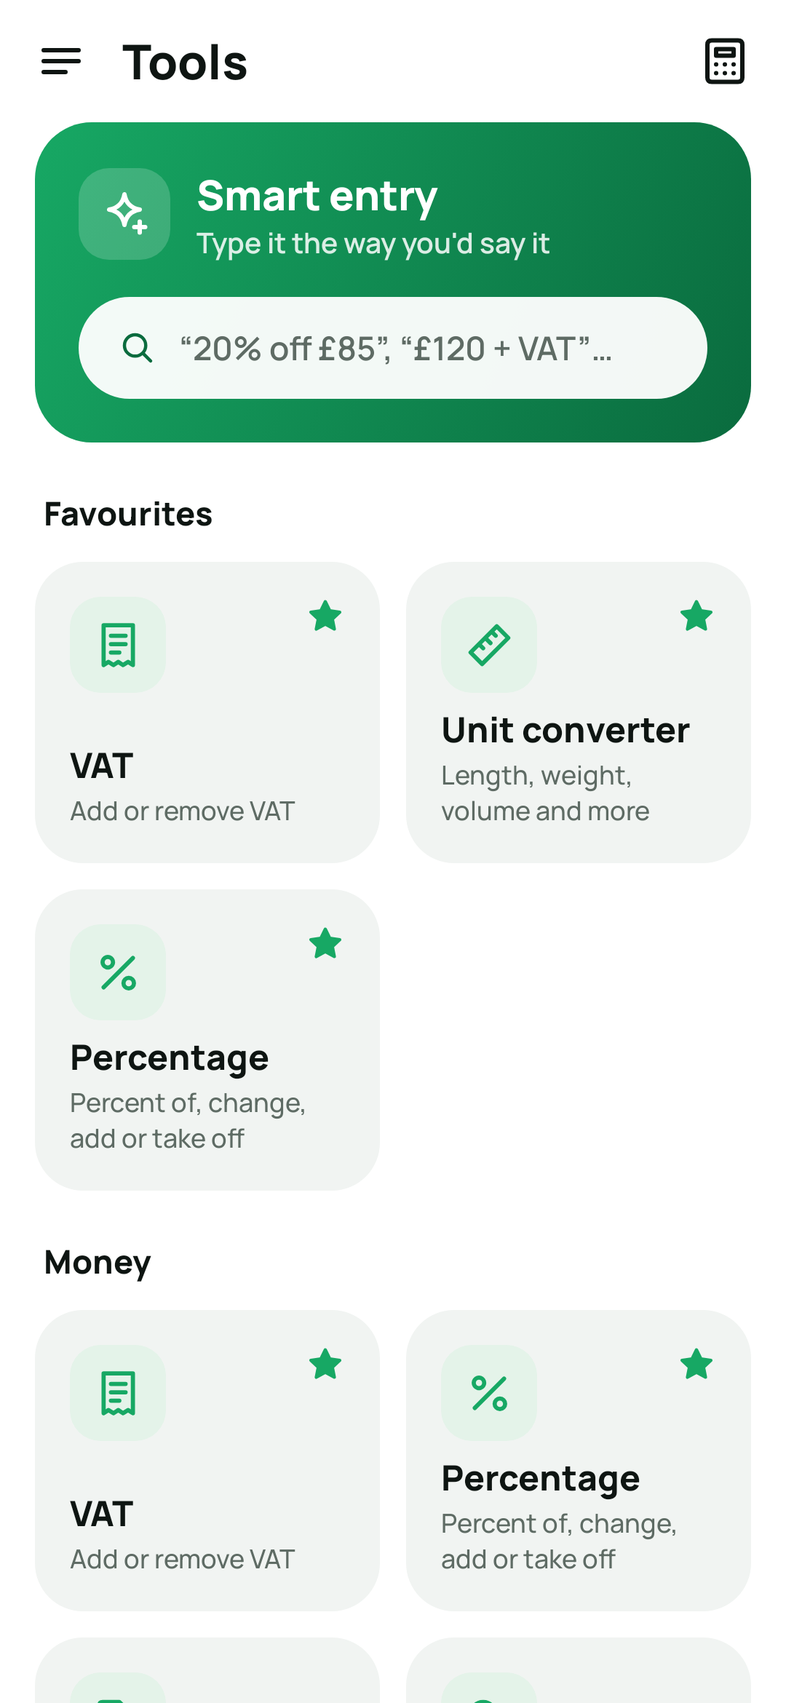 Tools
Smart entry
Type it the way you'd say it
“20% off £85”, “£120 + VAT”...
Favourites
VAT
Add or remove VAT
Unit converter
Length, weight,
volume and more
Percentage
Percent of, change,
add or take off
Money
VAT
Add or remove VAT
Percentage
Percent of, change,
add or take off